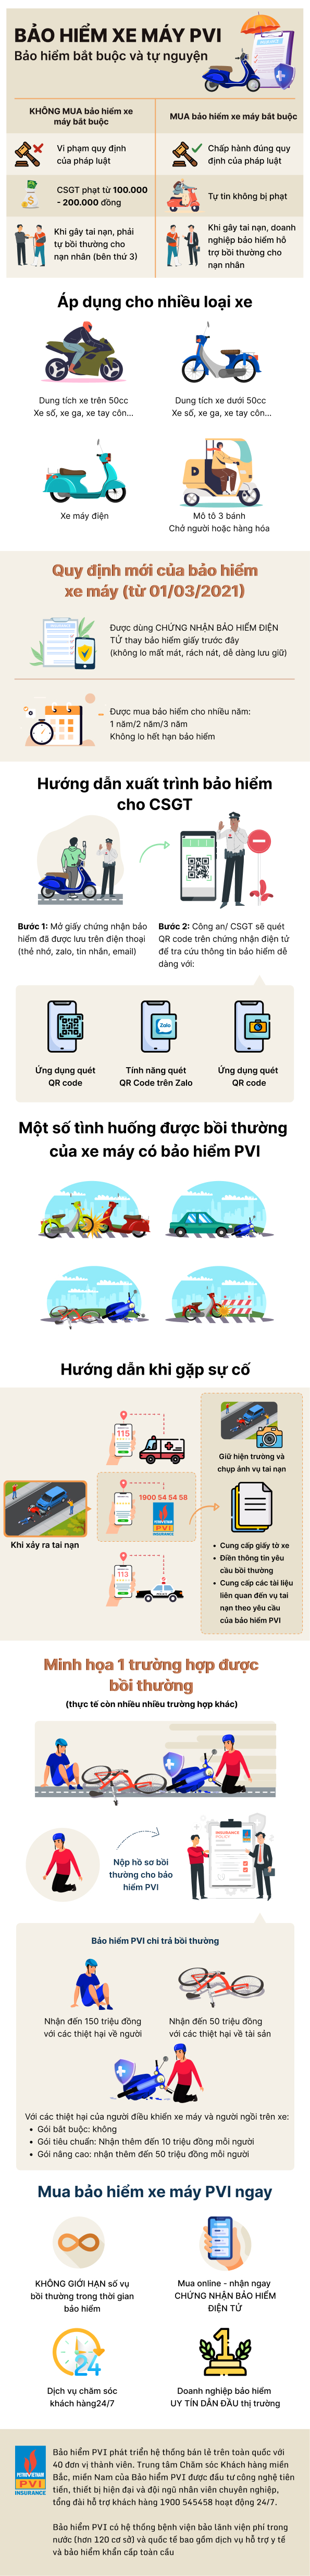 BẢO HIỂM XE MÁY PVI
Bảo hiểm bắt buộc và tự nguyện
KHÔNG MUA bảo hiểm xe
máy bắt buộc
MUA bảo hiểm xe máy bắt buộc
Vi phạm quy định
của pháp luật
Chấp hành đúng quy
định của pháp luật
CSGT phạt từ 100.000
- 200.000 đồng
Tự tin không bị phạt
Khi gây tai nạn, phải
tự bồi thường cho
nạn nhân (bên thứ 3)
Khi gây tai nạn, doanh
nghiệp bảo hiểm hỗ
trợ bồi thường cho
nạn nhân
Áp dụng cho nhiều loại xe
Dung tích xe trên 50cc
Xe số, xe ga, xe tay côn...
Dung tích xe dưới 50cc
Xe số, xe ga, xe tay côn...
D
Xe máy điện
Mô tô 3 bánh
Chở người hoặc hàng hóa
Quy định mới của bảo hiểm
xe máy (từ 01/03/2021)
Được dùng CHỨNG NHẬN BẢO HIỂM ĐIỆN
TỬ thay bảo hiểm giấy trước đây
(không lo mất mát, rách nát, dễ dàng lưu giữ)
Được mua bảo hiểm cho nhiều năm:
1 năm/2 năm/3 năm
Không lo hết hạn bảo hiểm
Hướng dẫn xuất trình bảo hiểm
cho CSGT
Bước 1: Mở giấy chứng nhận bảo
hiểm đã được lưu trên điện thoại
(thẻ nhớ, zalo, tin nhắn, email)
Bước 2: Công an/ CSGT sẽ quét
QR code trên chứng nhận điện tử
để tra cứu thông tin bảo hiểm dễ
dàng với:
Zalo
Ứng dụng quét
QR code
Tính năng quét
QR Code trên Zalo
Ứng dụng quét
QR code
Một số tình huống được bồi thường
của xe máy có bảo hiểm PVI
Hướng dẫn khi gặp sự cố
115
1900 54 54 58
PETROVIETNAM
PVI
INSURANCE
113
Khi xảy ra tai nạn
Giữ hiện trường và
chụp ảnh vụ tai nạn
• Cung cấp giấy tờ xe
• Điền thông tin yêu
cầu bồi thường
• Cung cấp các tài liệu
liên quan đến vụ tai
nạn theo yêu cầu
của bảo hiểm PVI
Minh họa 1 trường hợp được
bồi thường
(thực tế còn nhiều nhiều trường hợp khác)
Nộp hồ sơ bồi
thường cho bảo
hiểm PVI
INSURANCE
POLICY
Bảo hiểm PVI chi trả bồi thường
Nhận đến 150 triệu đồng
với các thiệt hại về người
Nhận đến 50 triệu đồng
với các thiệt hại về tài sản
Với các thiệt hại của người điều khiển xe máy và người ngồi trên xe:
• Gói bắt buộc: không
• Gói tiêu chuẩn: Nhận thêm đến 10 triệu đồng mỗi người
• Gói nâng cao: nhận thêm đến 50 triệu đồng mỗi người
Mua bảo hiểm xe máy PVI ngay
KHÔNG GIỚI HẠN số vụ
bồi thường trong thời gian
bảo hiểm
Mua online - nhận ngay
CHỨNG NHẬN BẢO HIỂM
ĐIỆN TỬ
24
1
Dịch vụ chăm sóc
khách hàng24/7
Doanh nghiệp bảo hiểm
UY TÍN DẪN ĐẦU thị trường
PETROVIETNAM
PVI
INSURANCE
Bảo hiểm PVI phát triển hệ thống bán lẻ trên toàn quốc với
40 đơn vị thành viên. Trung tâm Chăm sóc Khách hàng miền
Bắc, miền Nam của Bảo hiểm PVI được đầu tư công nghệ tiên
tiến, thiết bị hiện đại và đội ngũ nhân viên chuyên nghiệp,
tổng đài hỗ trợ khách hàng 1900 545458 hoạt động 24/7.
Bảo hiểm PVI có hệ thống bệnh viện bảo lãnh viện phí trong
nước (hơn 120 cơ sở) và quốc tế bao gồm dịch vụ hỗ trợ y tế
và bảo hiểm khẩn cấp toàn cầu